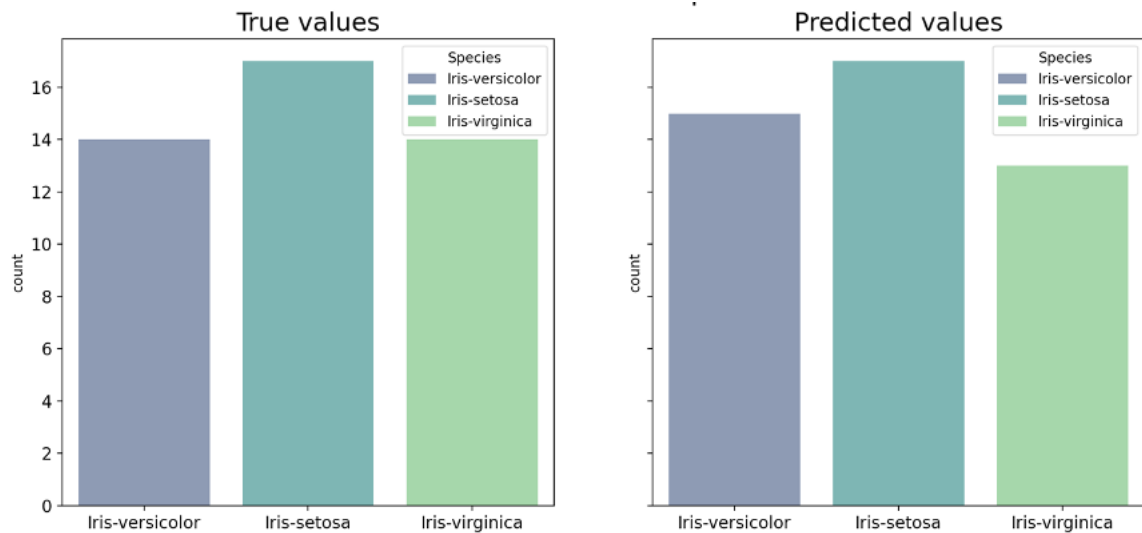 True values
Predicted values
Species
Iris-versicolor
Iris-setosa
Iris-virginica
Species
Iris-versicolor
Iris-setosa
Iris-virginica
count
16
14
12
10
8
6
4
2
0
count
Iris-versicolor Iris-setosa Iris-virginica
Iris-versicolor Iris-setosa Iris-virginica